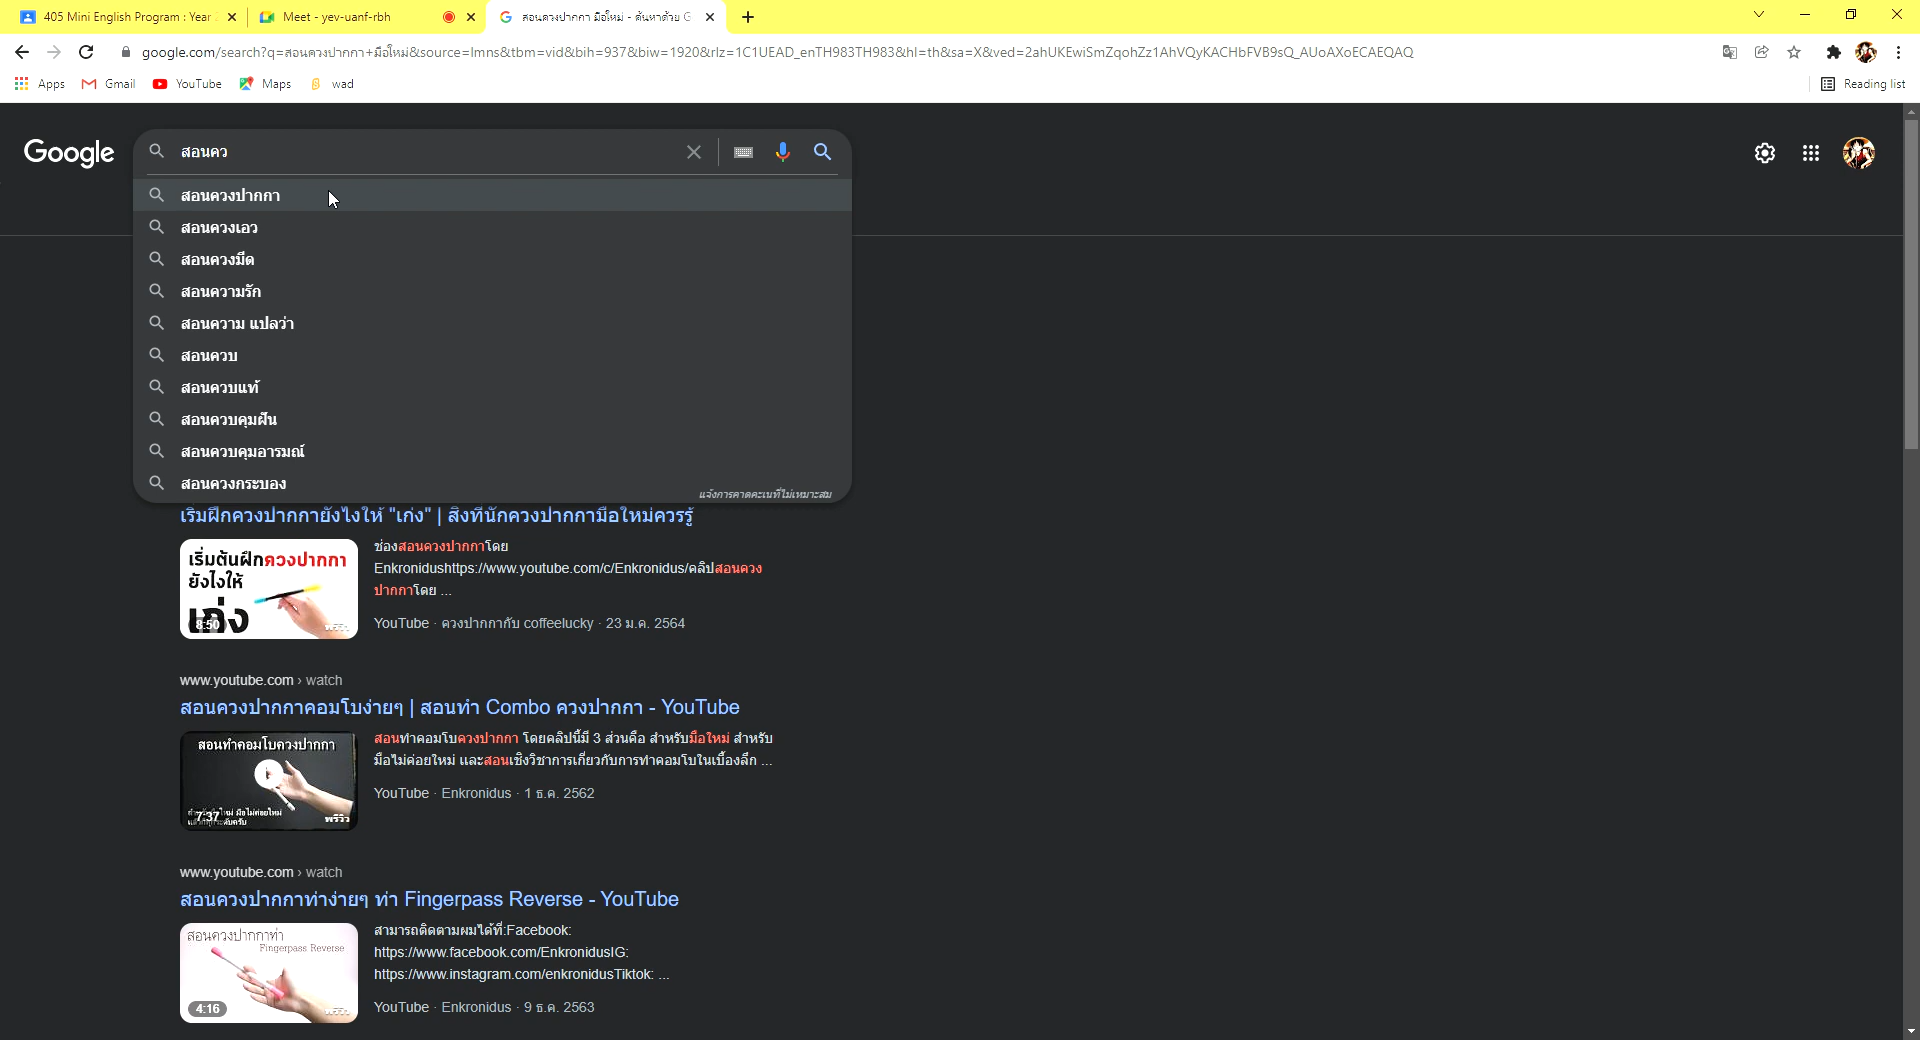 405 Mini English Program : Year
Meet - yev-uanf-rbh
สอนควงปากกา มือใหม่ - ค้นหาด้วย G
google.com/search?q=สอนควงปากกา+มือใหม่&source=lmns&tbm=vid&bih=937&biw=1920&rlz=1C1UEAD_enTH983TH983&hl=th&sa=X&ved=2ahUKEwiSmZqohZz1AhVQyKACHbFVB9sQ_AUoAXoECAEQAQ
Apps
Gmail
YouTube
Maps
wad
Reading list
Google
สอนคว
สอนควงปากกา
สอนควงเอว
สอนควงมีด
สอนความรัก
สอนความ แปลว่า
สอนควบ
สอนควบแท้
สอนควบคุมฝัน
สอนควบคุมอารมณ์
สอนควงกระบอง
แจ้งการคาดคะเนที่ไม่เหมาะสม
เริ่มฝึกควงปากกายังไงให้ "เก่ง" | สิ่งที่นักควงปากกามือใหม่ควรรู้
เริ่มต้นฝึกควงปากกา
ยังไงให้
เก่ง
8:50
พรีวิว
ช่องสอนควงปากกาโดย
Enkronidushttps://www.youtube.com/c/Enkronidus/คลิปสอนควง
ปากกาโดย ...
YouTube · ควงปากกากับ coffeelucky · 23 ม.ค. 2564
www.youtube.com › watch
สอนควงปากกาคอมโบง่ายๆ | สอนทำ Combo ควงปากกา - YouTube
สอนทำคอมโบควงปากกา
7:37
พรีวิว
สอนทำคอมโบควงปากกา โดยคลิปนี้มี 3 ส่วนคือ สำหรับมือใหม่ สำหรับ
มือไม่ค่อยใหม่ และสอนเชิงวิชาการเกี่ยวกับการทำคอมโบในเบื้องลึก ...
YouTube · Enkronidus · 1 ธ.ค. 2562
www.youtube.com › watch
สอนควงปากกาท่าง่ายๆ ท่า Fingerpass Reverse - YouTube
สอนควงปากกาท่า
Fingerpass Reverse
4:16
พรีวิว
สามารถติดตามผมได้ที่:Facebook:
https://www.facebook.com/EnkronidusIG:
https://www.instagram.com/enkronidusTiktok: ...
YouTube · Enkronidus · 9 ธ.ค. 2563